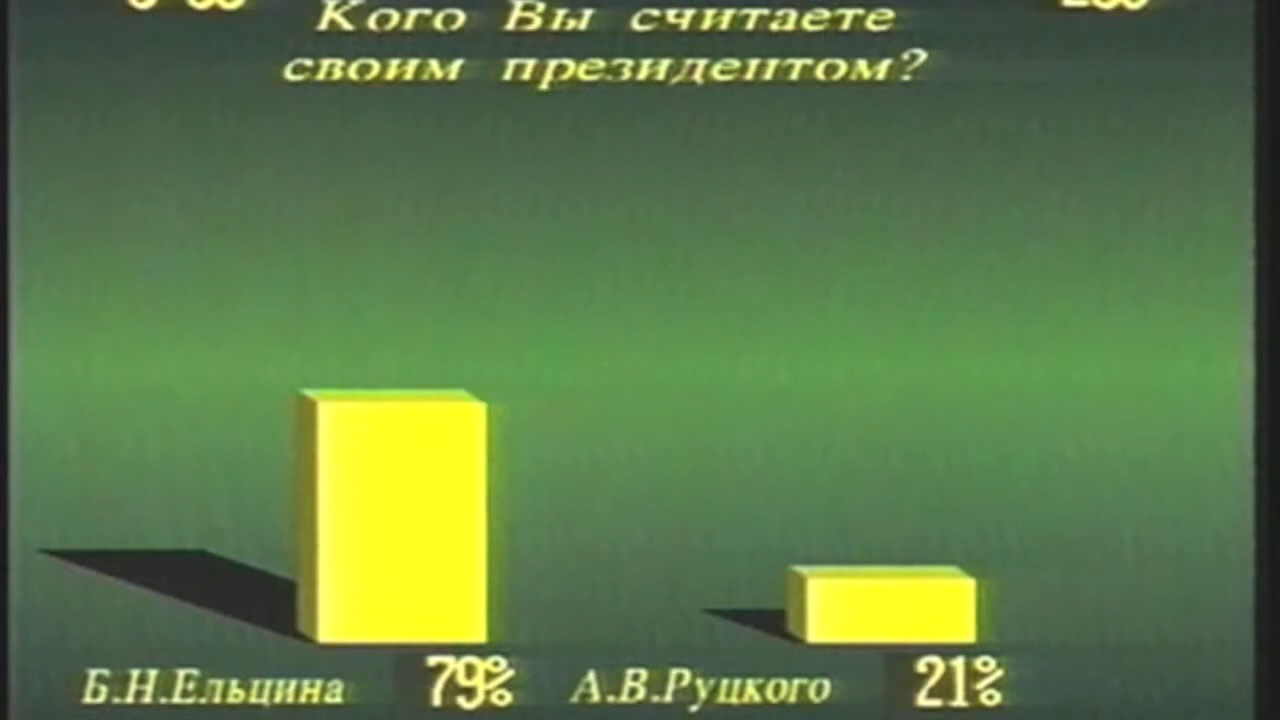 Кого Вы считаете
своим президентом?
Б.Н.Ельцина 79% А.В.Руцкого 21%